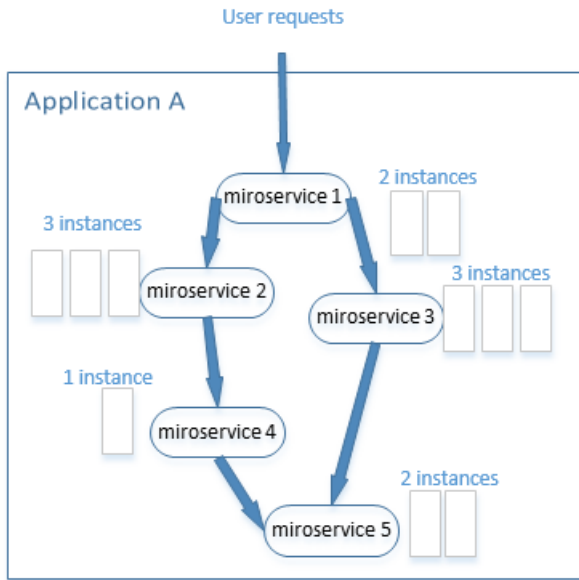 User requests
Application A
miroservice 1
2 instances
3 instances
miroservice 2
3 instances
miroservice 3
1 instance
miroservice 4
2 instances
miroservice 5